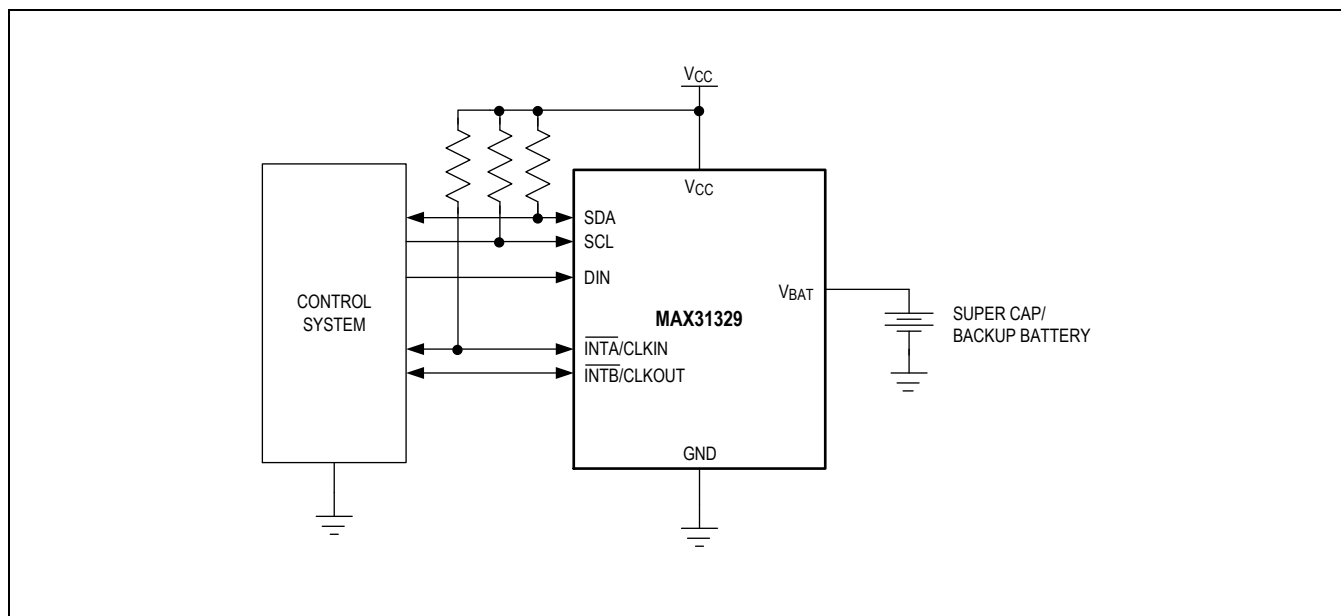 VCC
VCC
SDA
SCL
DIN
CONTROL
SYSTEM
MAX31329
VBAT
SUPER CAP/
BACKUP BATTERY
INTA/CLKIN
INTB/CLKOUT
GND